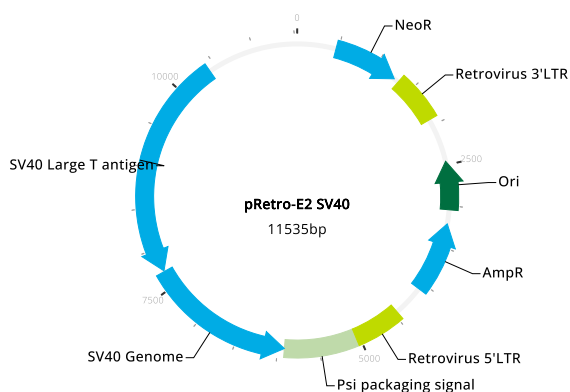 0
NeoR
10000
Retrovirus 3'LTR
2500
SV40 Large T antigen
Ori
pRetro-E2 SV40
11535bp
AmpR
7500
SV40 Genome
5000
Retrovirus 5'LTR
Psi packaging signal